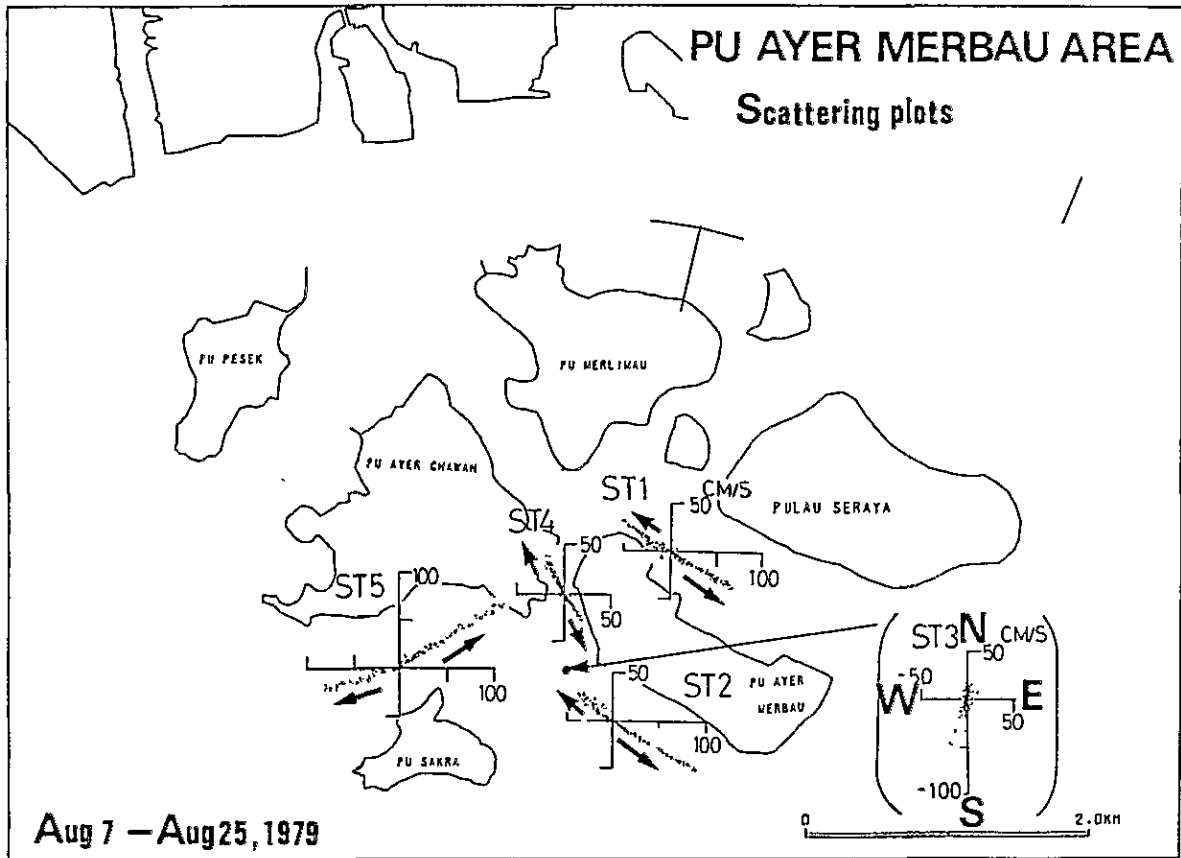 PU AYER MERBAU AREA
Scattering plots
PU PESEK
PU MERLIMAU
PU AYER CHAWAN
ST1
50
CM/S
100
PULAU SERAYA
ST4
50
50
ST5
100
100
ST2
50
100
PU AYER
MERBAU
ST3
N
CM/S
50
-50
W
E
50
-100
S
PU SAKRA
Aug 7 – Aug 25, 1979
0
2.0KM